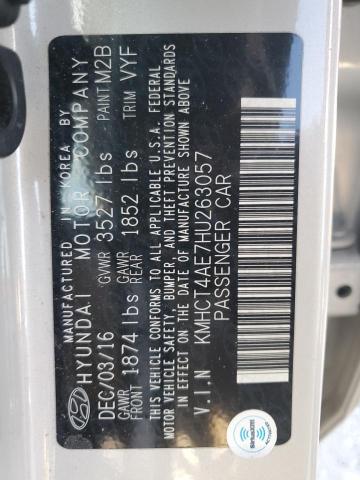 MANUFACTURED IN KOREA BY
HYUNDAI MOTOR COMPANY
DEC/03/16 GVWR 3527 lbs PAINT M2B
GAWR FRONT 1874 lbs GAWR REAR 1852 lbs TRIM VYF
THIS VEHICLE CONFORMS TO ALL APPLICABLE U.S.A. FEDERAL
MOTOR VEHICLE SAFETY, BUMPER, AND THEFT PREVENTION STANDARDS
IN EFFECT ON THE DATE OF MANUFACTURE SHOWN ABOVE.
V.I.N KMHCT4AE7HU263057
PASSENGER CAR
SiriusXM